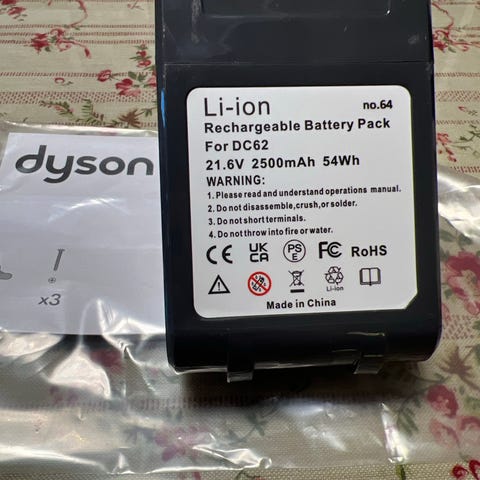 Li-ion no.64
Rechargeable Battery Pack
For DC62
21.6V 2500mAh 54Wh
WARNING:
1. Please read and understand operations manual.
2. Do not disassemble,crush,or solder.
3. Do not short terminals.
4. Do not throw into fire or water.
CE UK CA PS E FC RoHS
Li-ion
Made in China
dyson
x3